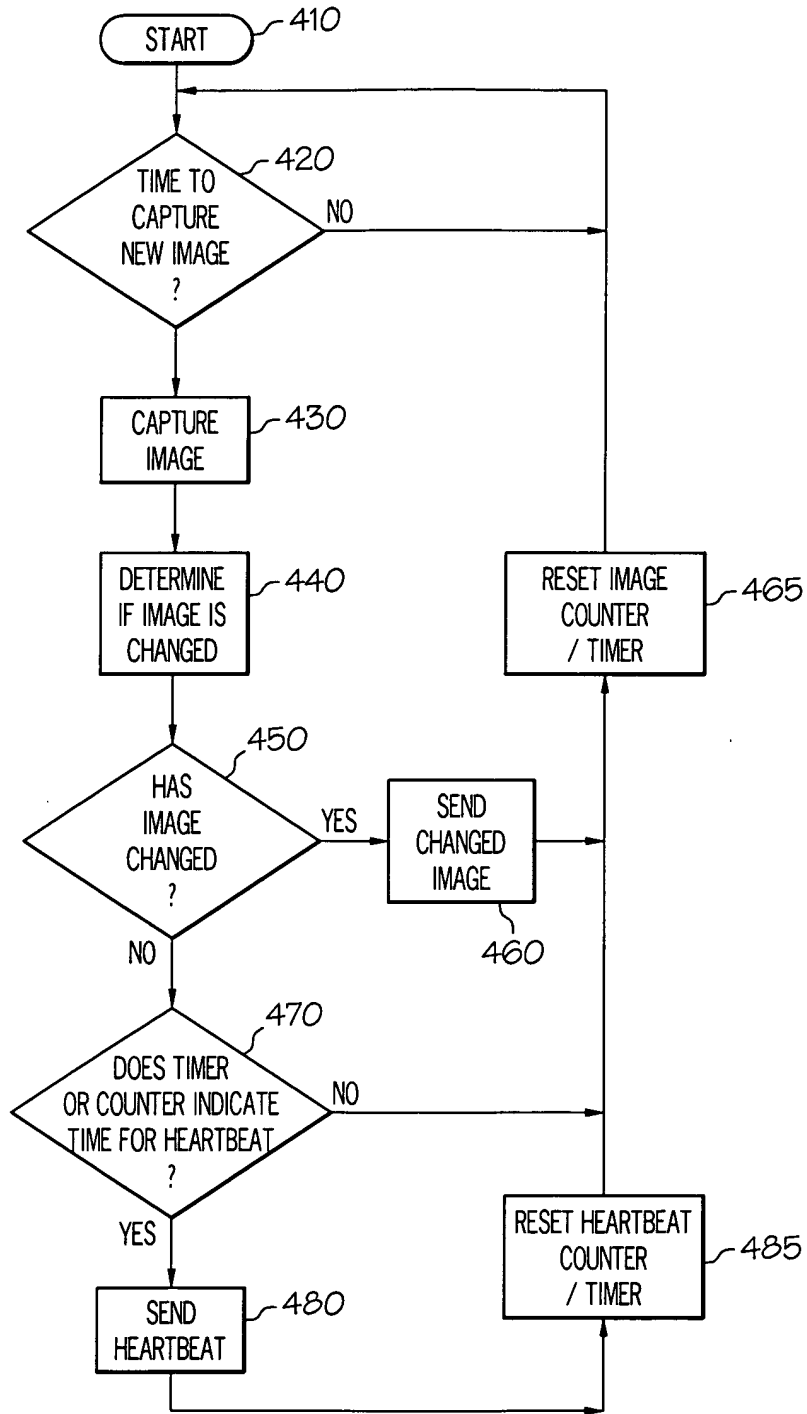 START
410
TIME TO
CAPTURE
NEW IMAGE
?
420
NO
CAPTURE
IMAGE
430
DETERMINE
IF IMAGE IS
CHANGED
440
RESET IMAGE
COUNTER
/ TIMER
465
HAS
IMAGE
CHANGED
?
450
YES
SEND
CHANGED
IMAGE
460
NO
DOES TIMER
OR COUNTER INDICATE
TIME FOR HEARTBEAT
?
470
NO
YES
RESET HEARTBEAT
COUNTER
/ TIMER
485
SEND
HEARTBEAT
480